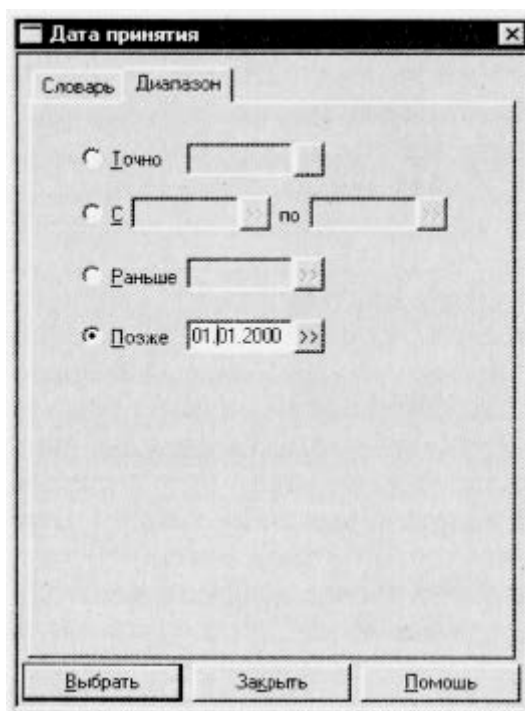 Дата принятия
Словарь Диапазон
Точно
С >> по >>
Раньше >>
Позже 01.01.2000 >>
Выбрать Закрыть Помощь